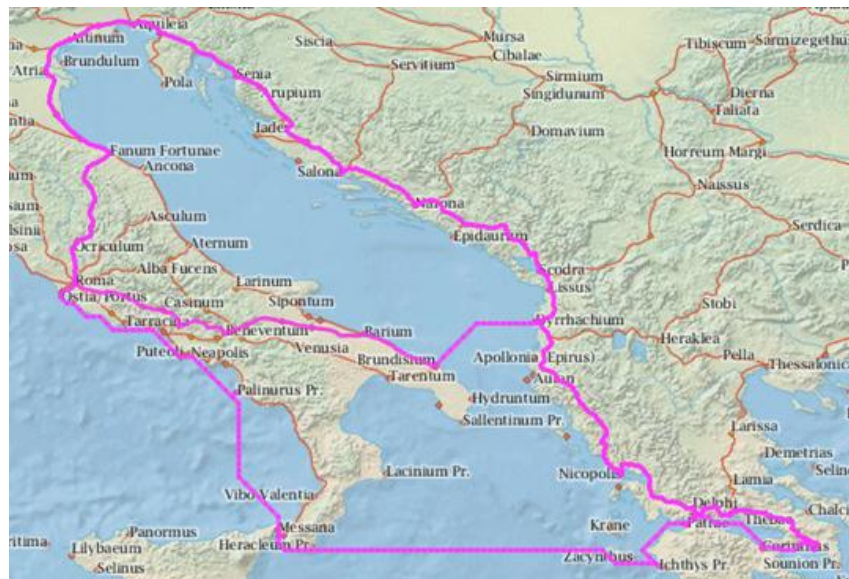 Aquileia
Altinum
Mursa
Siscia
Cibalae
Tibiscum
Sarmizegethus
Atria
Brundulum
Senia
Servitium
Sirmium
Pola
Arupium
Singidunum
Dierna
Taliata
Iader
Domavium
Fanum Fortunae
Horreum Margi
Ancona
Salona
Naissus
Narona
Asculum
Serdica
Epidaurum
Ocriculum
Aternum
Alba Fucens
Scodra
Roma
Larinum
Lissus
Ostia/Portus
Casinum
Sipontum
Stobi
Tarracina
Beneventum
Barium
Dyrrhachium
Heraklea
Puteoli
Neapolis
Venusia
Brundisium
Apollonia (Epirus)
Pella
Thessalonica
Tarentum
Aulon
Palinurus Pr.
Hydruntum
Sallentinum Pr.
Larissa
Demetrias
Lacinium Pr.
Nicopolis
Lamia
Vibo Valentia
Delphi
Chalci
Messana
Krane
Patrae
Thebae
Panormus
Heracleum Pr.
Corinthus
Lilybaeum
Zacynthus
Ichthys Pr.
Sounion Pr.
Selinus